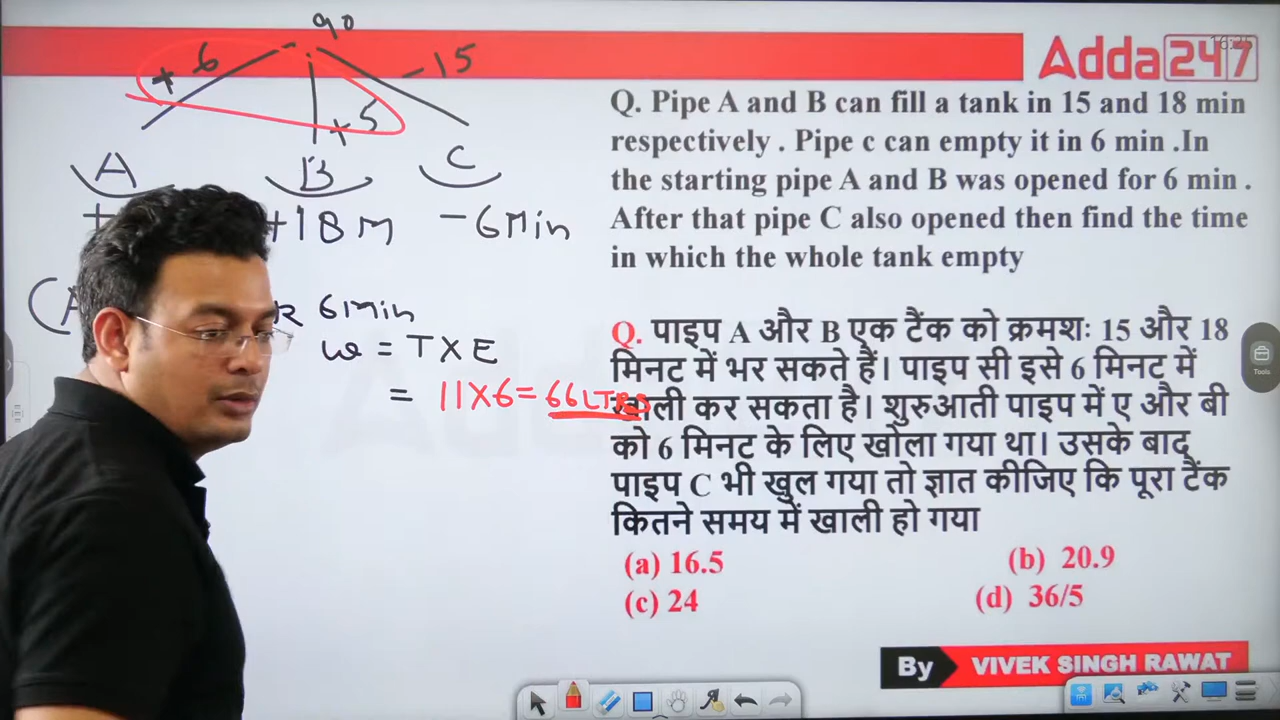 90
+ 6
- 15
+ 5
A B C
+18M -6Min
6Min
W = T X E
= 11X6= 66LTRS
Adda247
Q. Pipe A and B can fill a tank in 15 and 18 min
respectively . Pipe c can empty it in 6 min .In
the starting pipe A and B was opened for 6 min .
After that pipe C also opened then find the time
in which the whole tank empty
Q. पाइप A और B एक टैंक को क्रमशः 15 और 18
मिनट में भर सकते हैं। पाइप सी इसे 6 मिनट में
खाली कर सकता है। शुरुआती पाइप में ए और बी
को 6 मिनट के लिए खोला गया था। उसके बाद
पाइप C भी खुल गया तो ज्ञात कीजिए कि पूरा टैंक
कितने समय में खाली हो गया
(a) 16.5 (b) 20.9
(c) 24 (d) 36/5
By VIVEK SINGH RAWAT
Tools